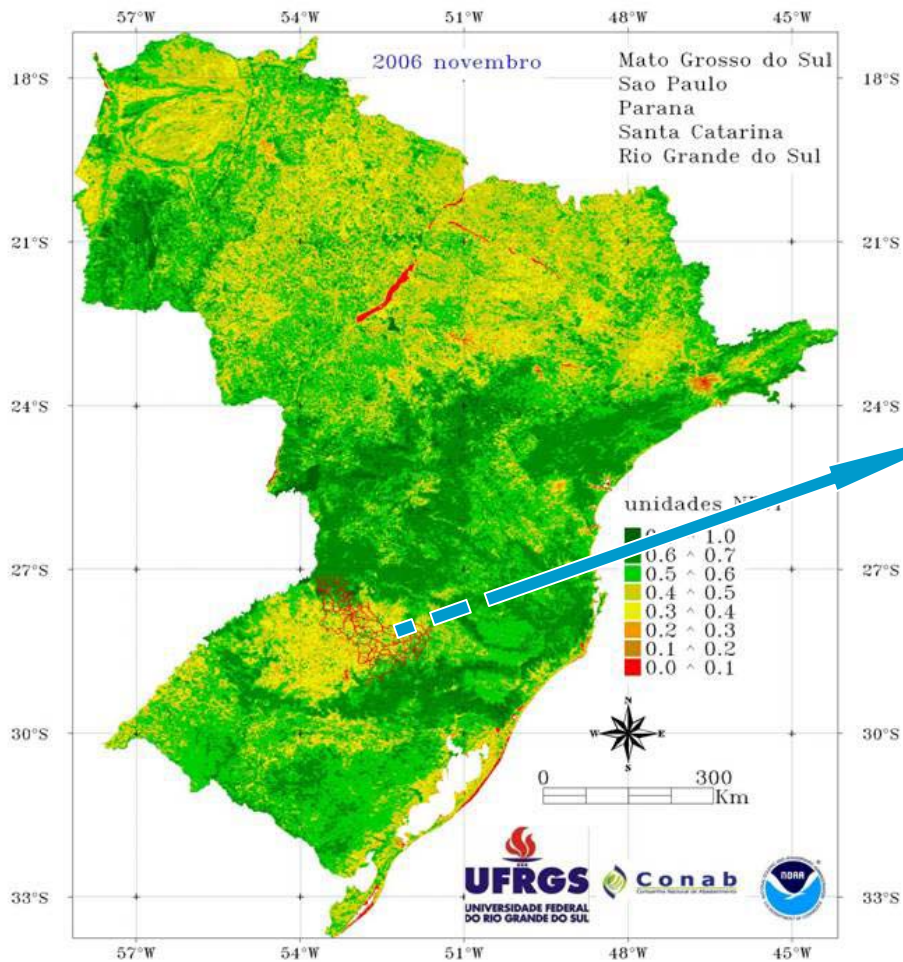 57°W 54°W 51°W 48°W 45°W
2006 novembro
Mato Grosso do Sul
Sao Paulo
Parana
Santa Catarina
Rio Grande do Sul
18°S 18°S
21°S 21°S
24°S 24°S
27°S 27°S
30°S 30°S
33°S 33°S
unidades
1.0
0.6 ^ 0.7
0.5 ^ 0.6
0.4 ^ 0.5
0.3 ^ 0.4
0.2 ^ 0.3
0.1 ^ 0.2
0.0 ^ 0.1
N
W E
S
0 300
Km
UFRGS
UNIVERSIDADE FEDERAL
DO RIO GRANDE DO SUL
Conab
Companhia Nacional de Abastecimento
NOAA
57°W 54°W 51°W 48°W 45°W